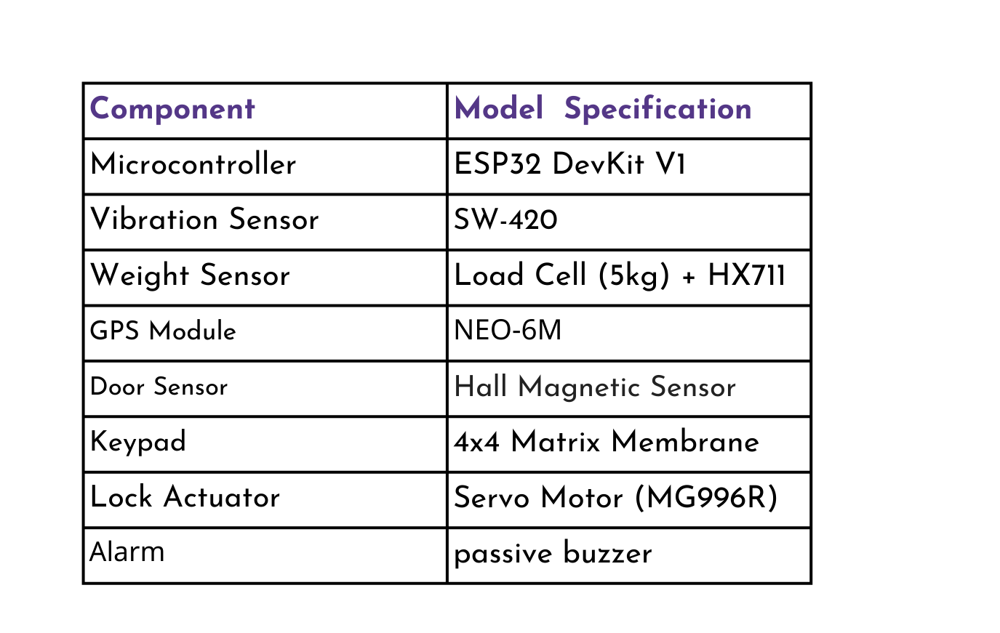 Component Model Specification
Microcontroller ESP32 DevKit V1
Vibration Sensor SW-420
Weight Sensor Load Cell (5kg) + HX711
GPS Module NEO-6M
Door Sensor Hall Magnetic Sensor
Keypad 4x4 Matrix Membrane
Lock Actuator Servo Motor (MG996R)
Alarm passive buzzer